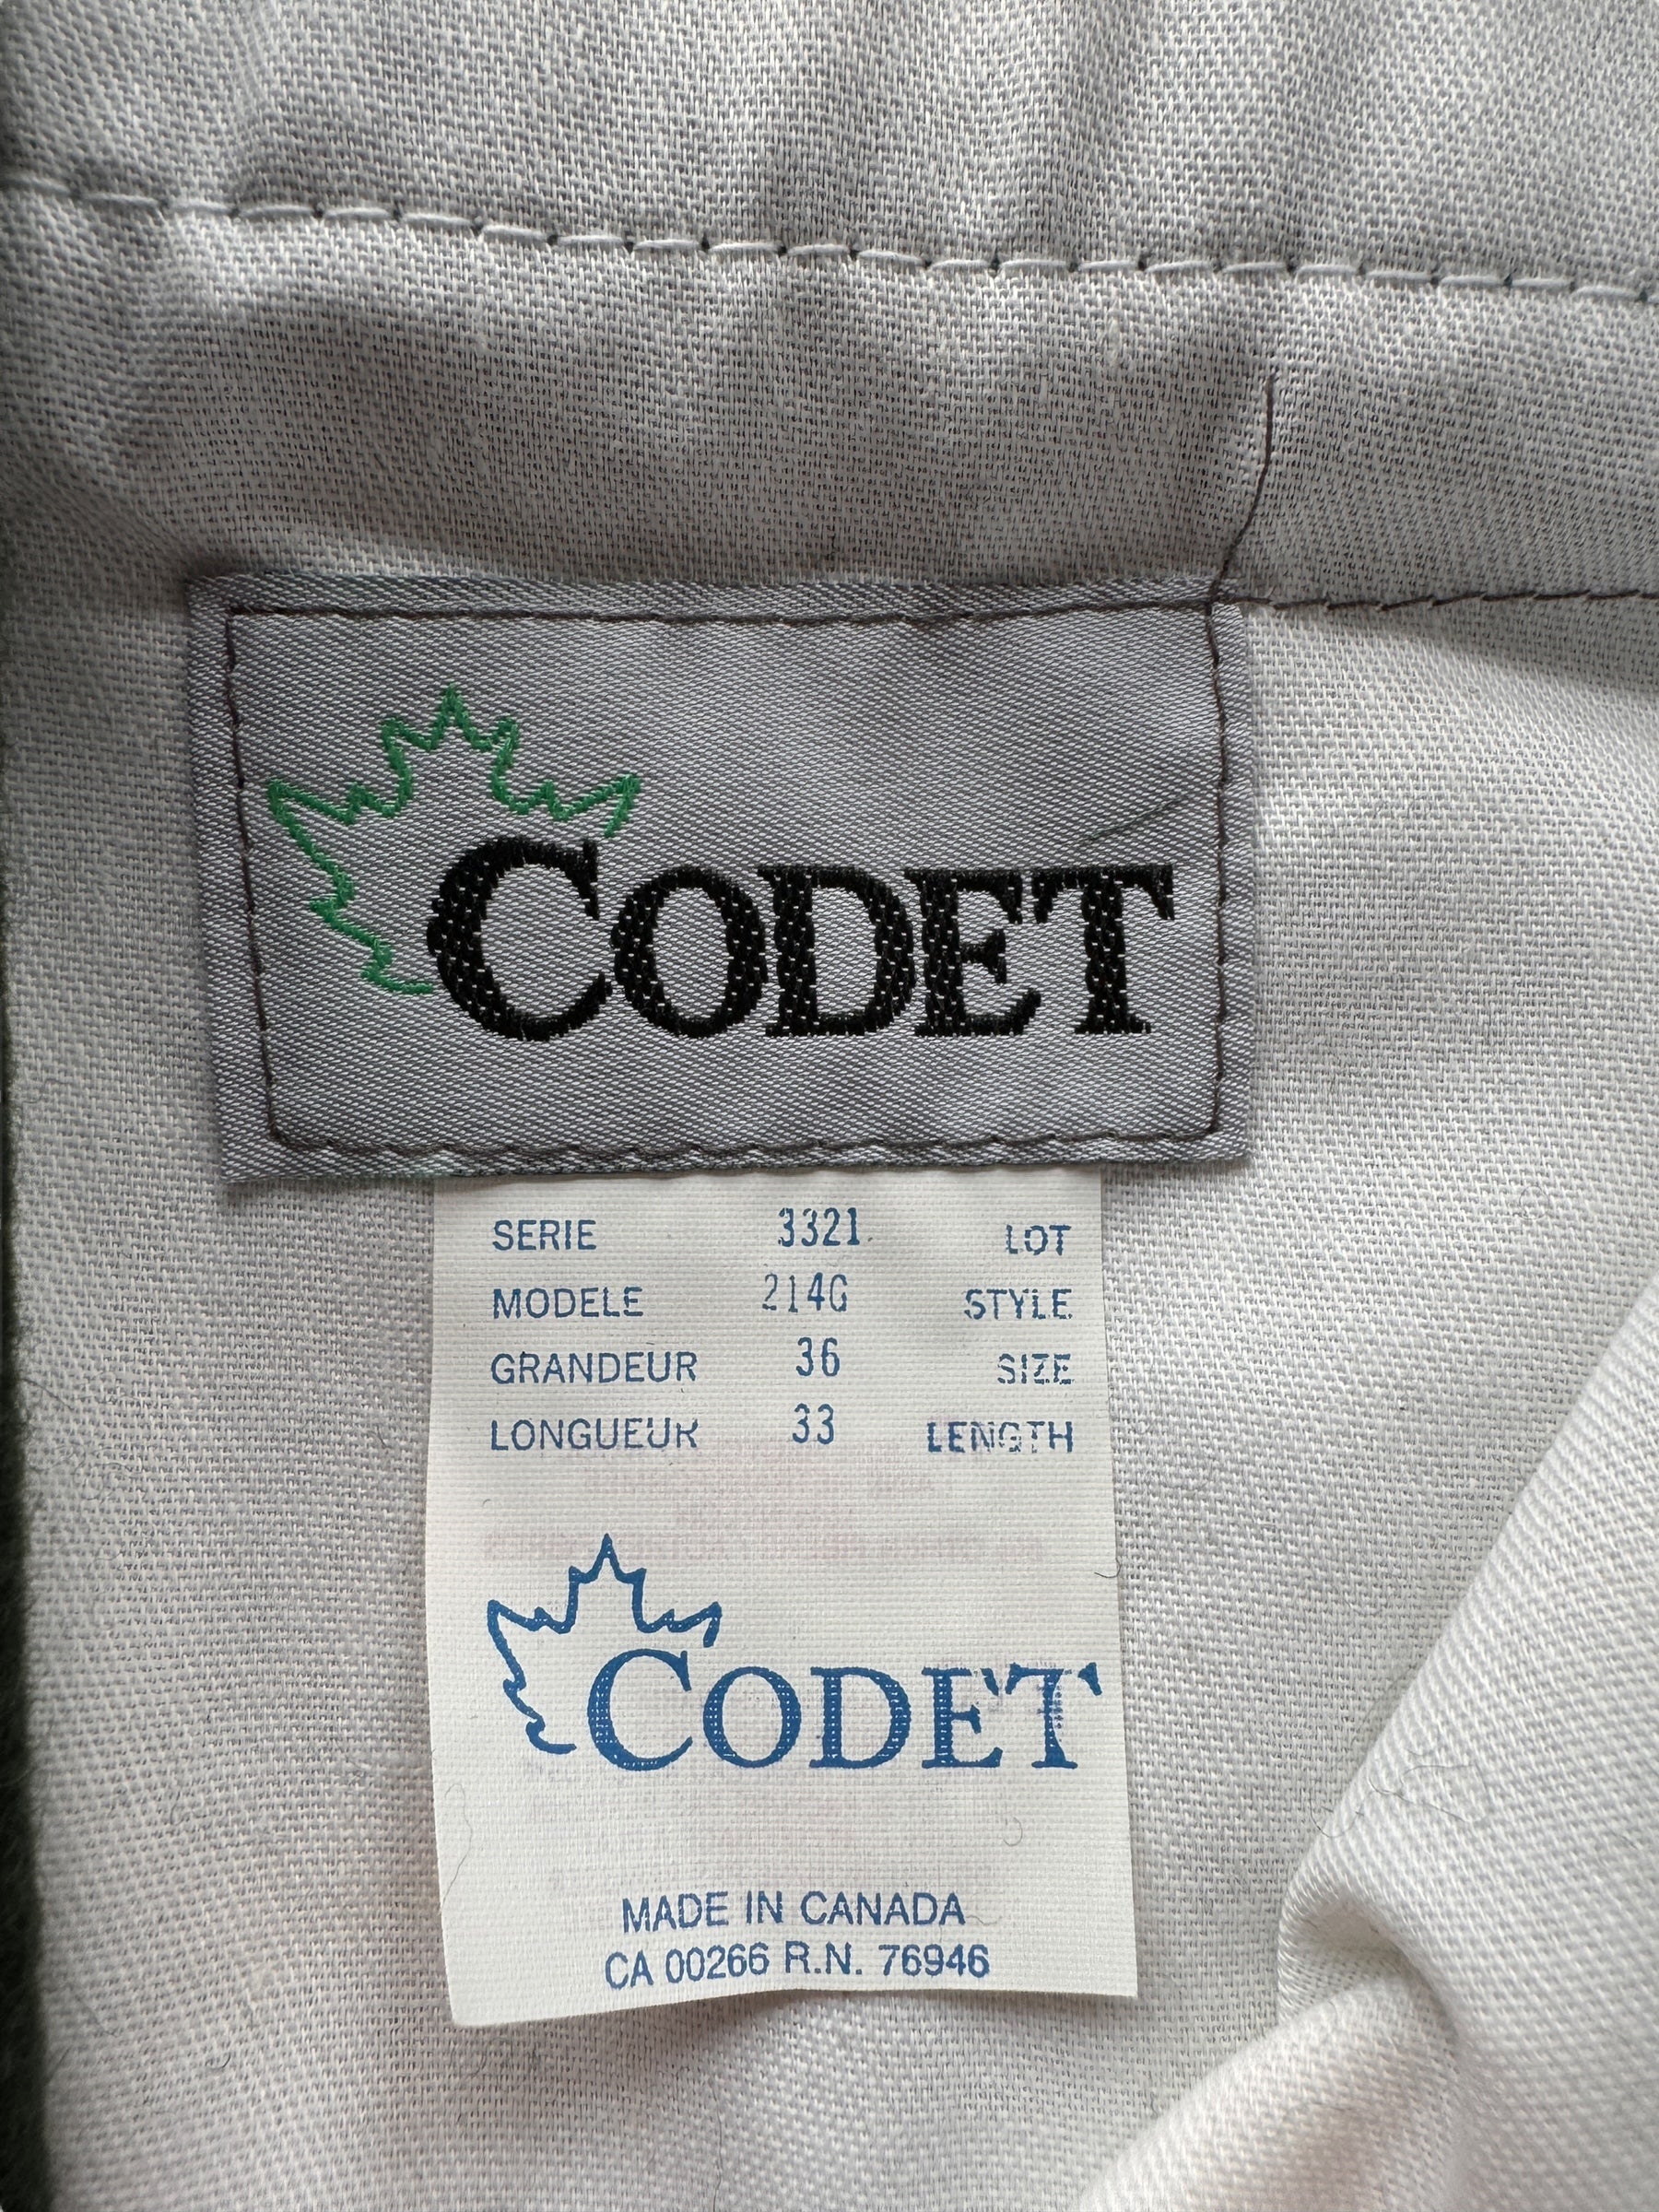 CODET
SERIE 3321 LOT
MODELE 214G STYLE
GRANDEUR 36 SIZE
LONGUEUR 33 LENGTH
CODET
MADE IN CANADA
CA 00266 R.N. 76946